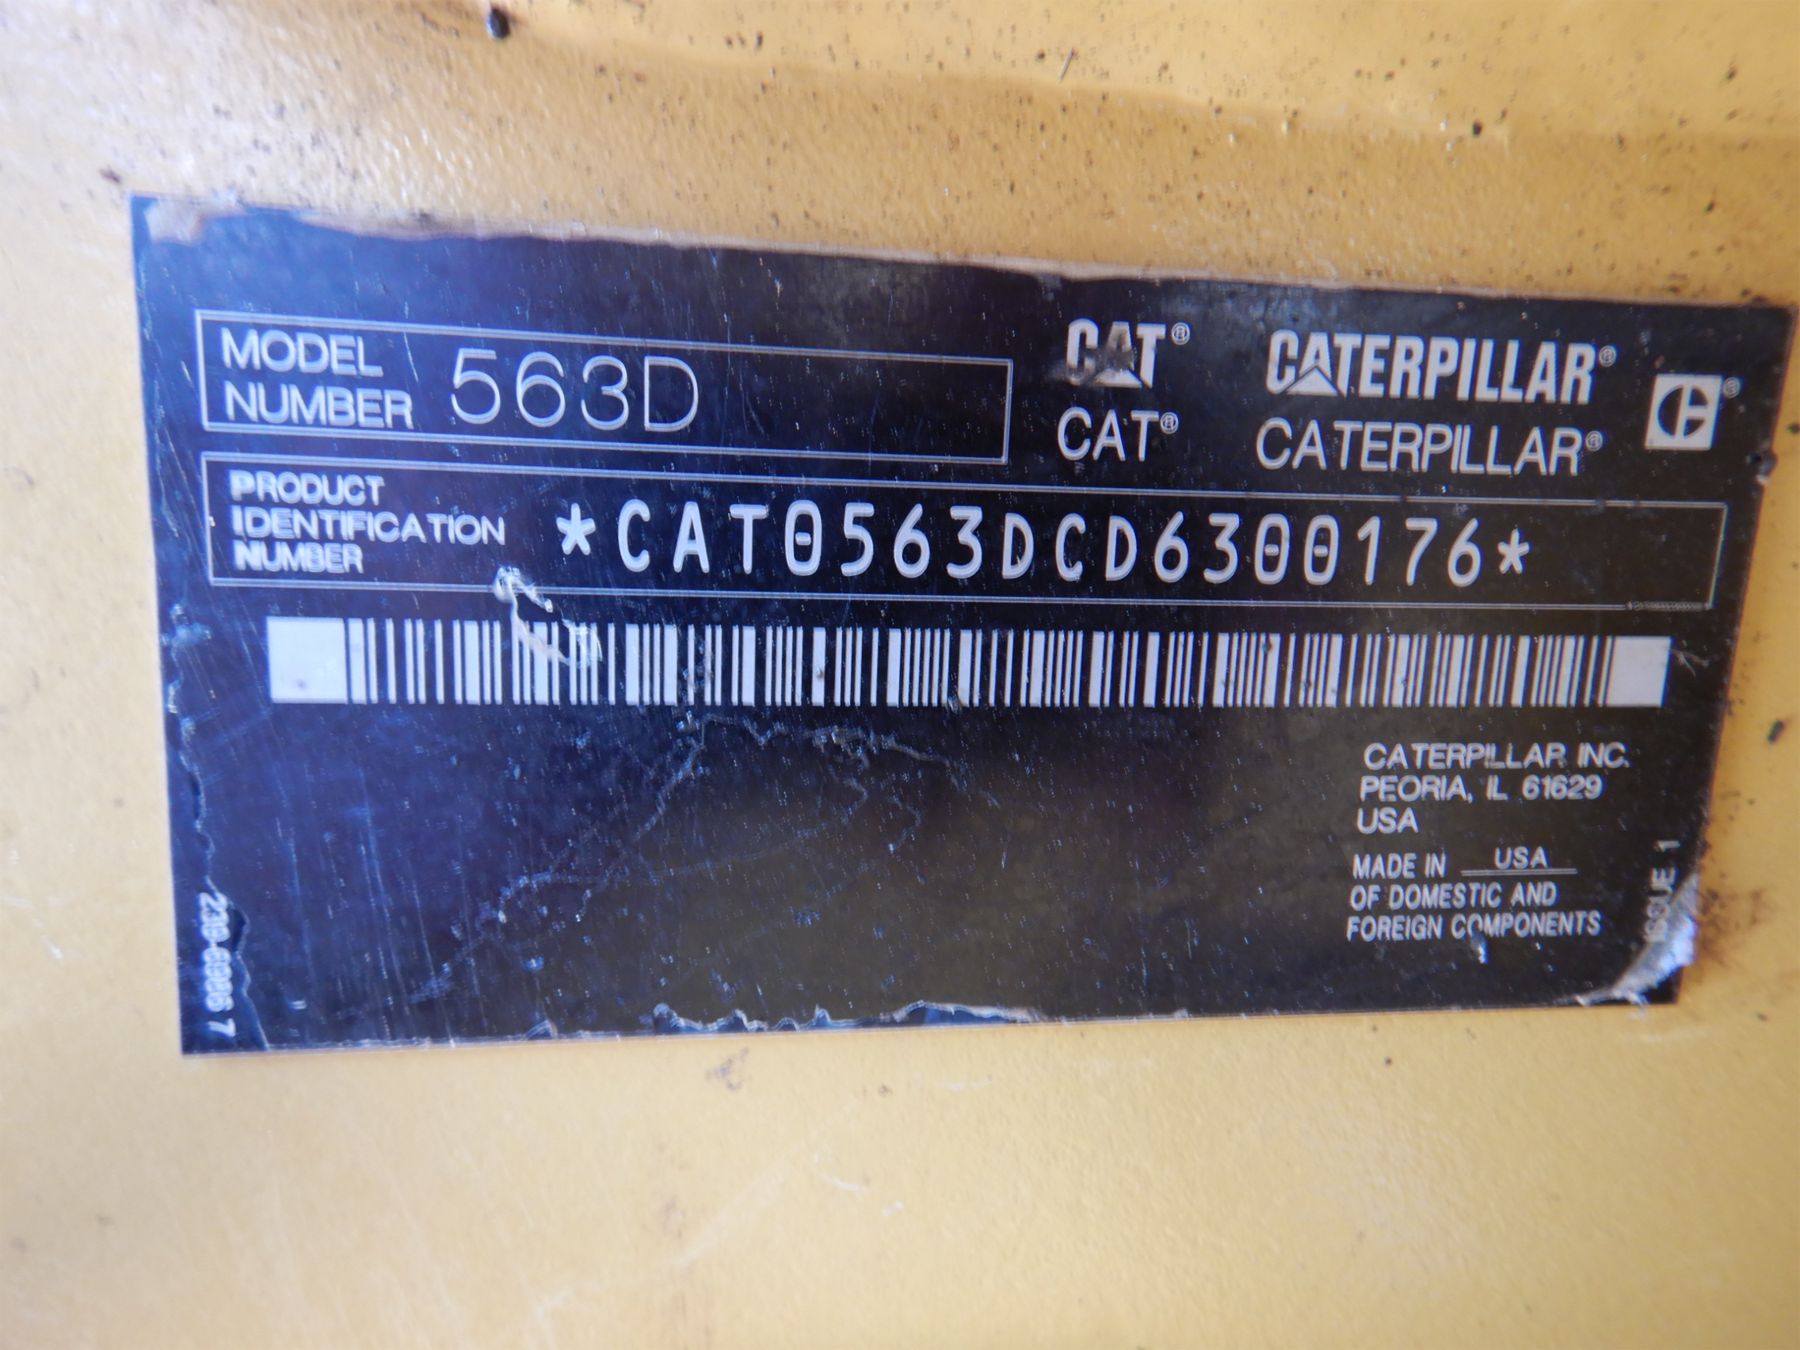 MODEL NUMBER 563D
CAT® CATERPILLAR®
CAT® CATERPILLAR®
PRODUCT
IDENTIFICATION
NUMBER
*CAT0563DCD6300176*
CATERPILLAR INC.
PEORIA, IL 61629
USA
MADE IN USA
OF DOMESTIC AND
FOREIGN COMPONENTS
ISSUE 1